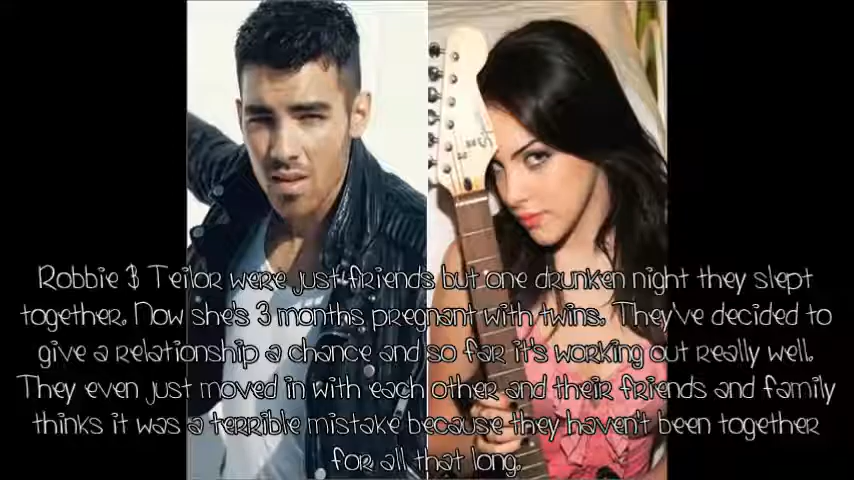 Robbie & Teilor were just friends but one drunken night they slept
together. Now she's 3 months pregnant with twins. They've decided to
give a relationship a chance and so far it's working out really well.
They even just moved in with each other and their friends and family
thinks it was a terrible mistake because they haven't been together
for all that long.